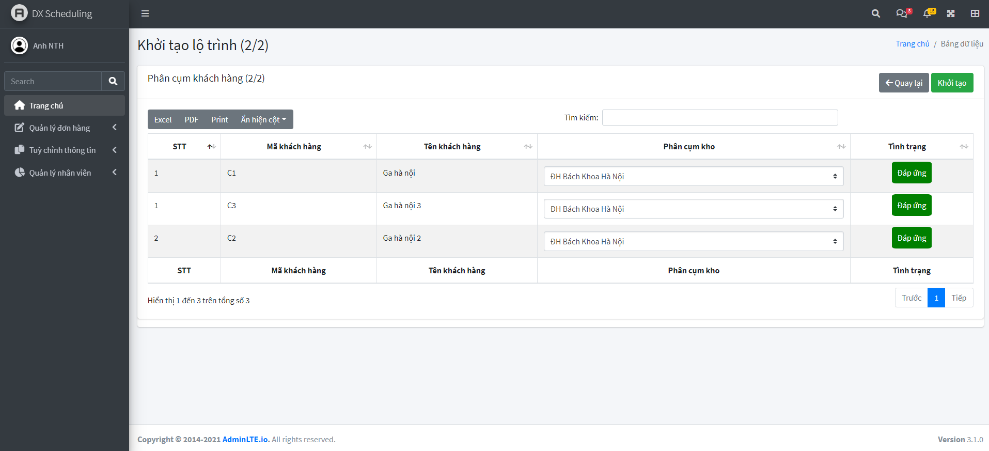 DX Scheduling
3
15
Anh NTH
Khởi tạo lộ trình (2/2)
Trang chủ / Bảng dữ liệu
Search
Trang chủ
Quản lý đơn hàng
Tuỳ chỉnh thông tin
Quản lý nhân viên
Phân cụm khách hàng (2/2)
Quay lại
Khởi tạo
Excel PDF Print Ẩn hiện cột
Tìm kiếm:
STT Mã khách hàng Tên khách hàng Phân cụm kho Tình trạng
1 C1 Ga hà nội ĐH Bách Khoa Hà Nội Đáp ứng
1 C3 Ga hà nội 3 ĐH Bách Khoa Hà Nội Đáp ứng
2 C2 Ga hà nội 2 ĐH Bách Khoa Hà Nội Đáp ứng
STT Mã khách hàng Tên khách hàng Phân cụm kho Tình trạng
Hiển thị 1 đến 3 trên tổng số 3
Trước 1 Tiếp
Copyright © 2014-2021 AdminLTE.io. All rights reserved.
Version 3.1.0